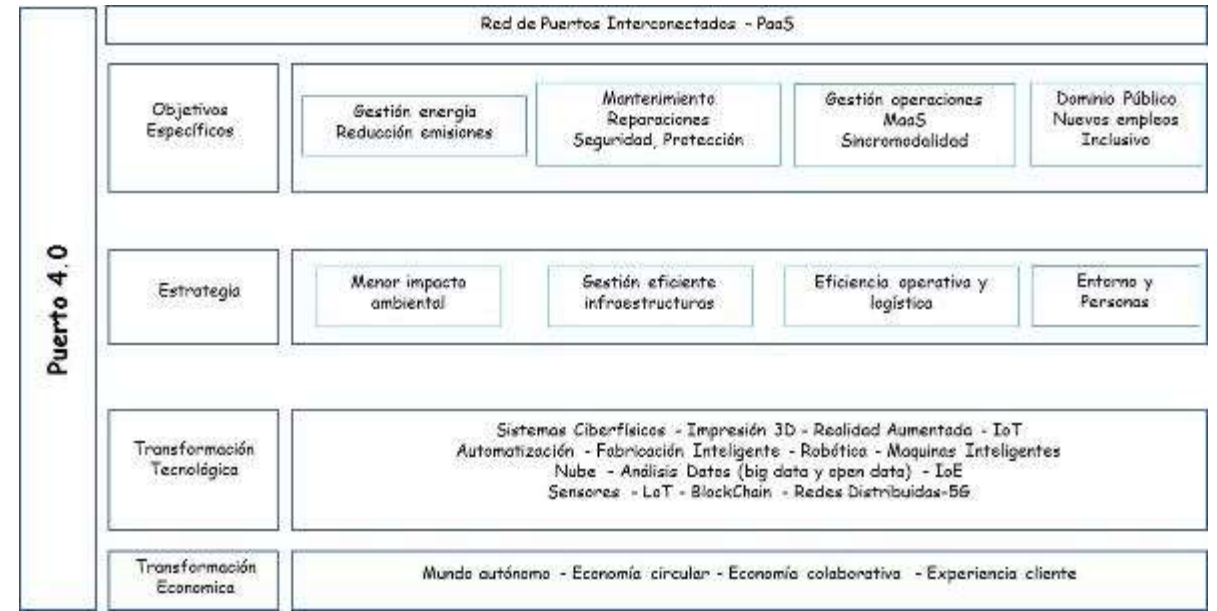 Puerto 4.0
Red de Puertos Interconectados - PaaS
Objetivos
Específicos
Gestión energía
Reducción emisiones
Mantenimiento
Reparaciones
Seguridad, Protección
Gestión operaciones
MaaS
Sincromodalidad
Dominio Público
Nuevos empleos
Inclusivo
Estrategia
Menor impacto
ambiental
Gestión eficiente
infraestructuras
Eficiencia operativa y
logística
Entorno y
Personas
Transformación
Tecnológica
Sistemas Ciberfísicos - Impresión 3D - Realidad Aumentada - IoT
Automatización - Fabricación Inteligente - Robótica - Maquinas Inteligentes
Nube - Análisis Datos (big data y open data) - IoE
Sensores - LoT - BlockChain - Redes Distribuidas-5G
Transformación
Economica
Mundo autónomo - Economía circular - Economía colaborativa - Experiencia cliente